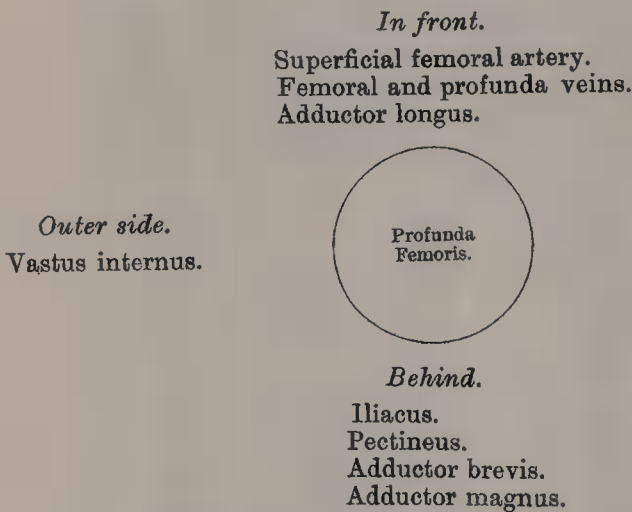 In front.
Superficial femoral artery.
Femoral and profunda veins.
Adductor longus.
Outer side.
Vastus internus.
Profunda
Femoris.
Behind.
Iliacus.
Pectineus.
Adductor brevis.
Adductor magnus.